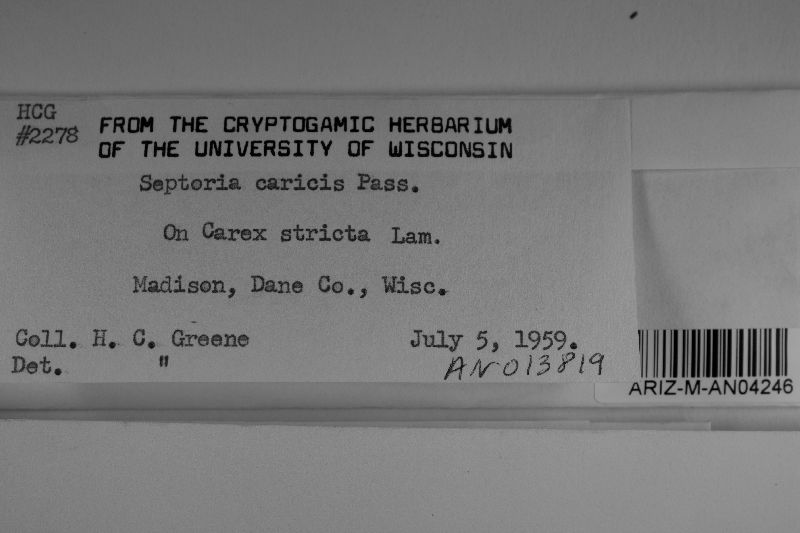 HCG
#2278
FROM THE CRYPTOGAMIC HERBARIUM
OF THE UNIVERSITY OF WISCONSIN
Septoria caricis Pass.
On Carex stricta Lam.
Madison, Dane Co., Wisc.
Coll. H. C. Greene July 5, 1959.
Det. " AN013819
ARIZ-M-AN04246